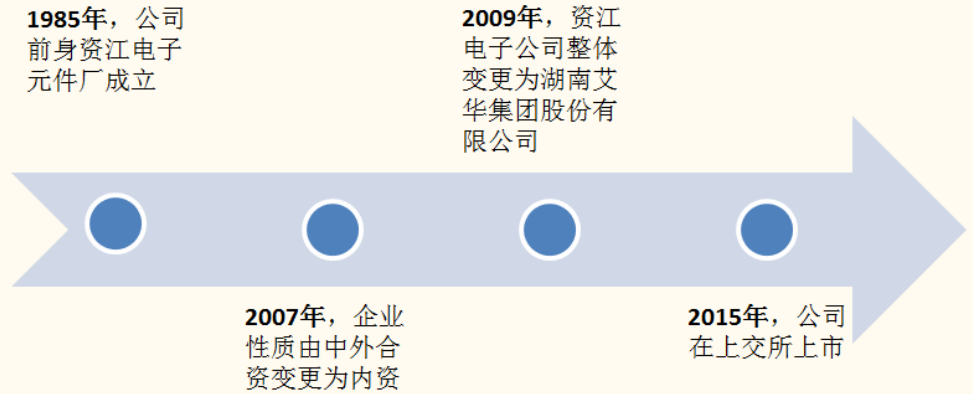 1985年，公司
前身资江电子
元件厂成立
2007年，企业
性质由中外合
资变更为内资
2009年，资江
电子公司整体
变更为湖南艾
华集团股份有
限公司
2015年，公司
在上交所上市